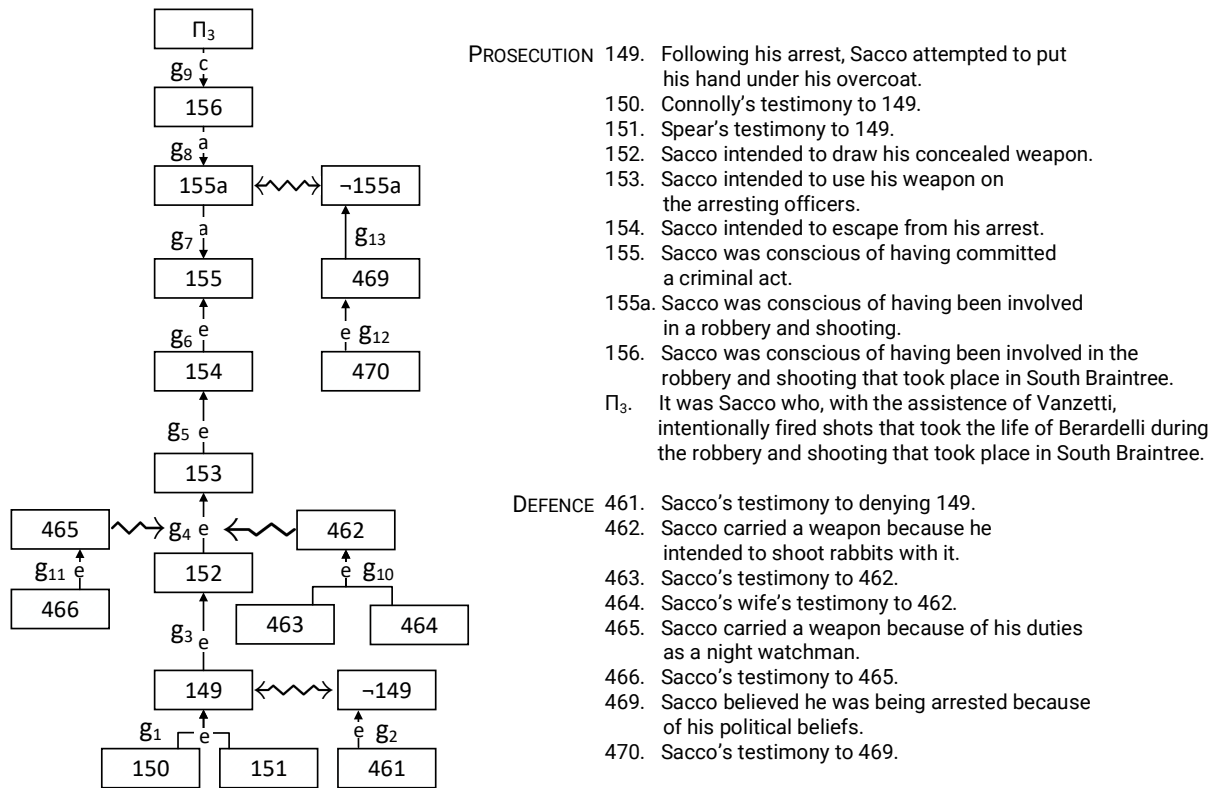 Π₃
g₉ c
156
g₈ a
155a
¬155a
g₇ a
g₁₃
155
469
g₆ e
e g₁₂
154
470
g₅ e
153
465
g₄ e
462
g₁₁ e
152
e g₁₀
466
463
464
g₃ e
149
¬149
g₁ e
e g₂
150
151
461
PROSECUTION 149. Following his arrest, Sacco attempted to put
his hand under his overcoat.
150. Connolly’s testimony to 149.
151. Spear’s testimony to 149.
152. Sacco intended to draw his concealed weapon.
153. Sacco intended to use his weapon on
the arresting officers.
154. Sacco intended to escape from his arrest.
155. Sacco was conscious of having committed
a criminal act.
155a. Sacco was conscious of having been involved
in a robbery and shooting.
156. Sacco was conscious of having been involved in the
robbery and shooting that took place in South Braintree.
Π₃. It was Sacco who, with the assistence of Vanzetti,
intentionally fired shots that took the life of Berardelli during
the robbery and shooting that took place in South Braintree.
DEFENCE 461. Sacco’s testimony to denying 149.
462. Sacco carried a weapon because he
intended to shoot rabbits with it.
463. Sacco’s testimony to 462.
464. Sacco’s wife’s testimony to 462.
465. Sacco carried a weapon because of his duties
as a night watchman.
466. Sacco’s testimony to 465.
469. Sacco believed he was being arrested because
of his political beliefs.
470. Sacco’s testimony to 469.